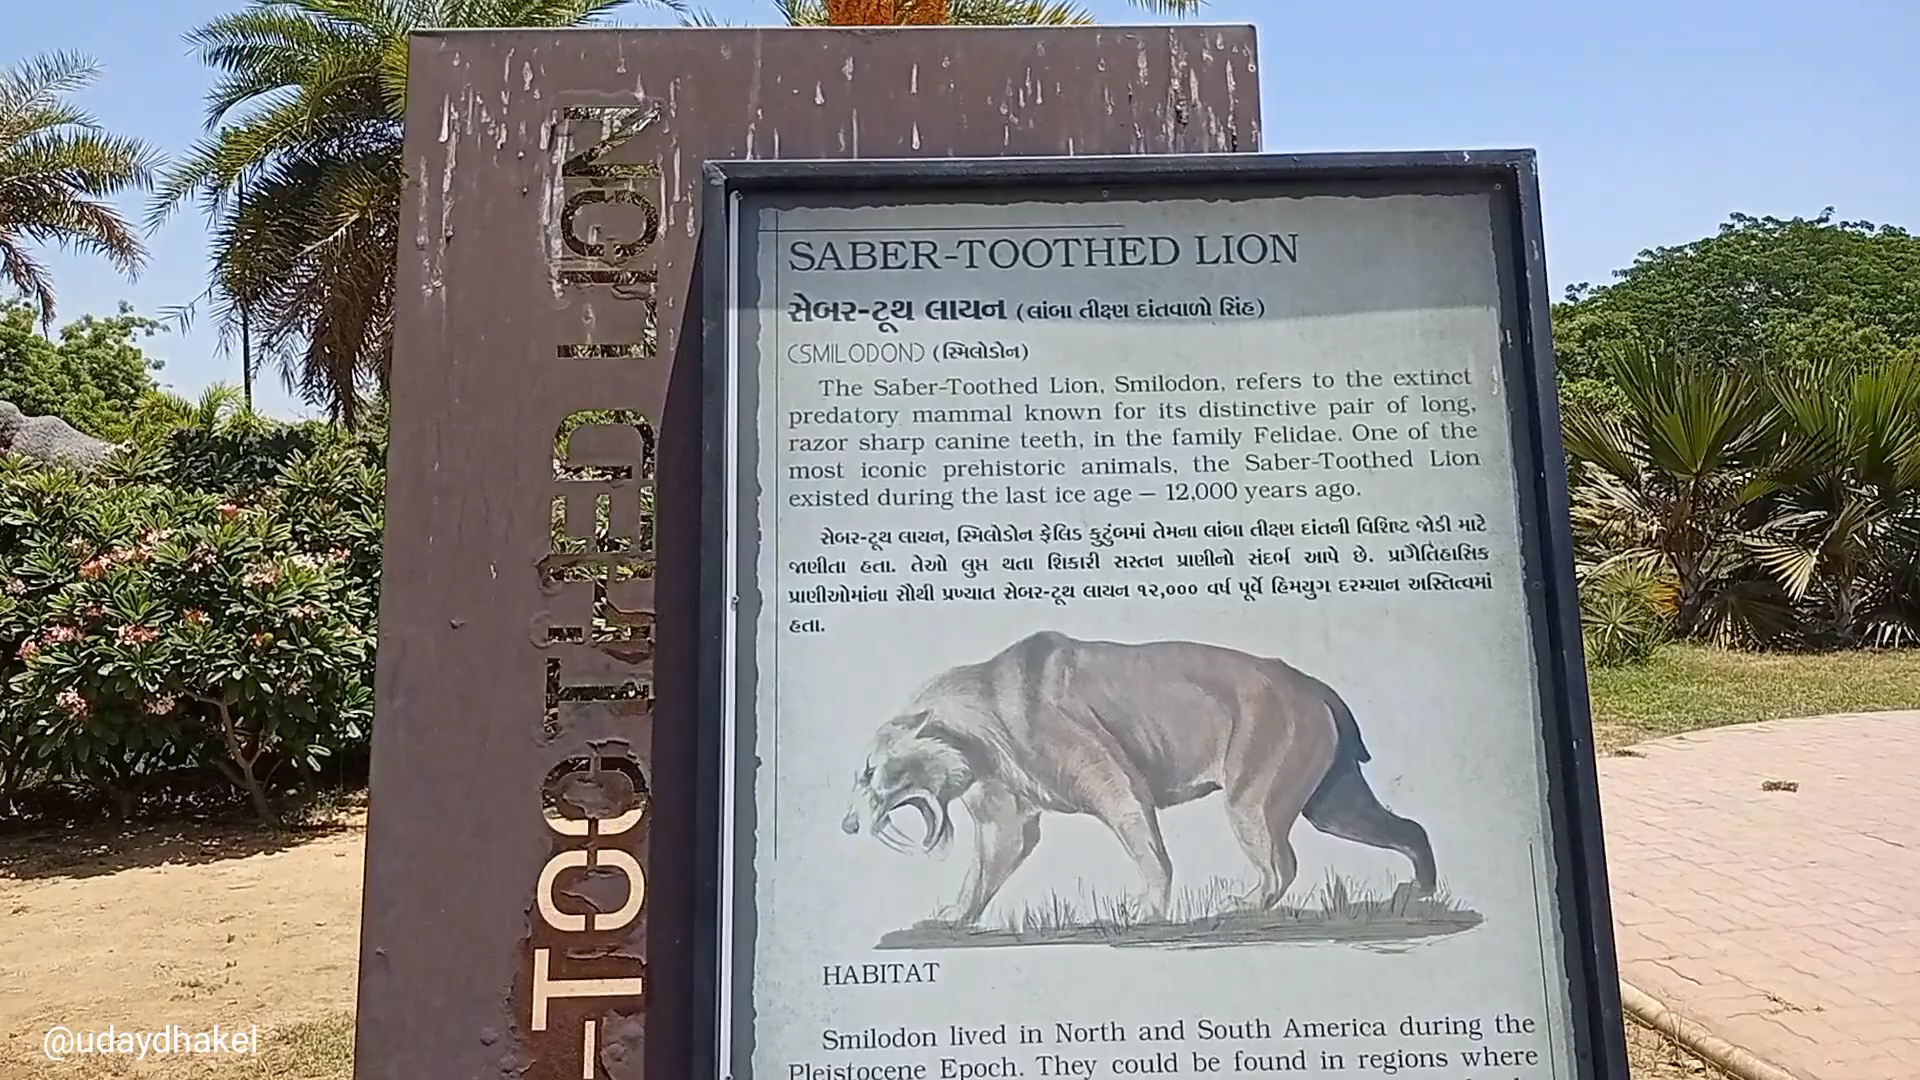 -TOOTHED LION
SABER-TOOTHED LION
સેબર-ટૂથ લાયન (લાંબા તીક્ષ્ણ દાંતવાળો સિંહ)
(SMILODON) (સ્મિલોડોન)
The Saber-Toothed Lion, Smilodon, refers to the extinct
predatory mammal known for its distinctive pair of long,
razor sharp canine teeth, in the family Felidae. One of the
most iconic prehistoric animals, the Saber-Toothed Lion
existed during the last ice age – 12,000 years ago.
સેબર-ટૂથ લાયન, સ્મિલોડોન ફેલિડ કુટુંબમાં તેમના લાંબા તીક્ષ્ણ દાંતની વિશિષ્ટ જોડી માટે
જાણીતા હતા. તેઓ લુપ્ત થતા શિકારી સસ્તન પ્રાણીનો સંદર્ભ આપે છે. પ્રાગૈતિહાસિક
પ્રાણીઓમાંના સૌથી પ્રખ્યાત સેબર-ટૂથ લાયન ૧૨,૦૦૦ વર્ષ પૂર્વે હિમયુગ દરમ્યાન અસ્તિત્વમાં
હતા.
HABITAT
Smilodon lived in North and South America during the
Pleistocene Epoch. They could be found in regions where
@udaydhakel